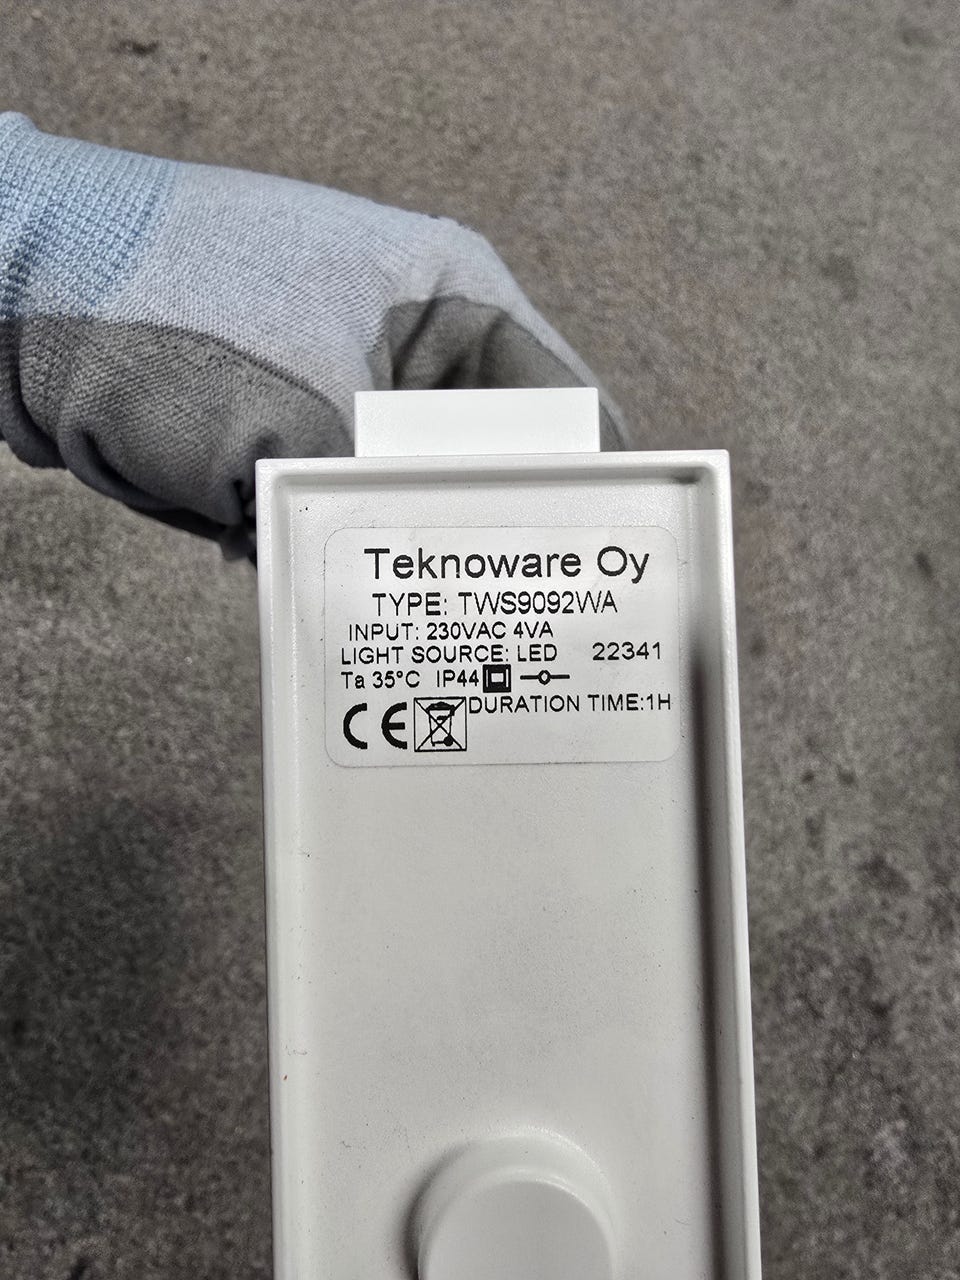 Teknoware Oy
TYPE: TWS9092WA
INPUT: 230VAC 4VA
LIGHT SOURCE: LED 22341
Ta 35°C IP44
CE DURATION TIME:1H